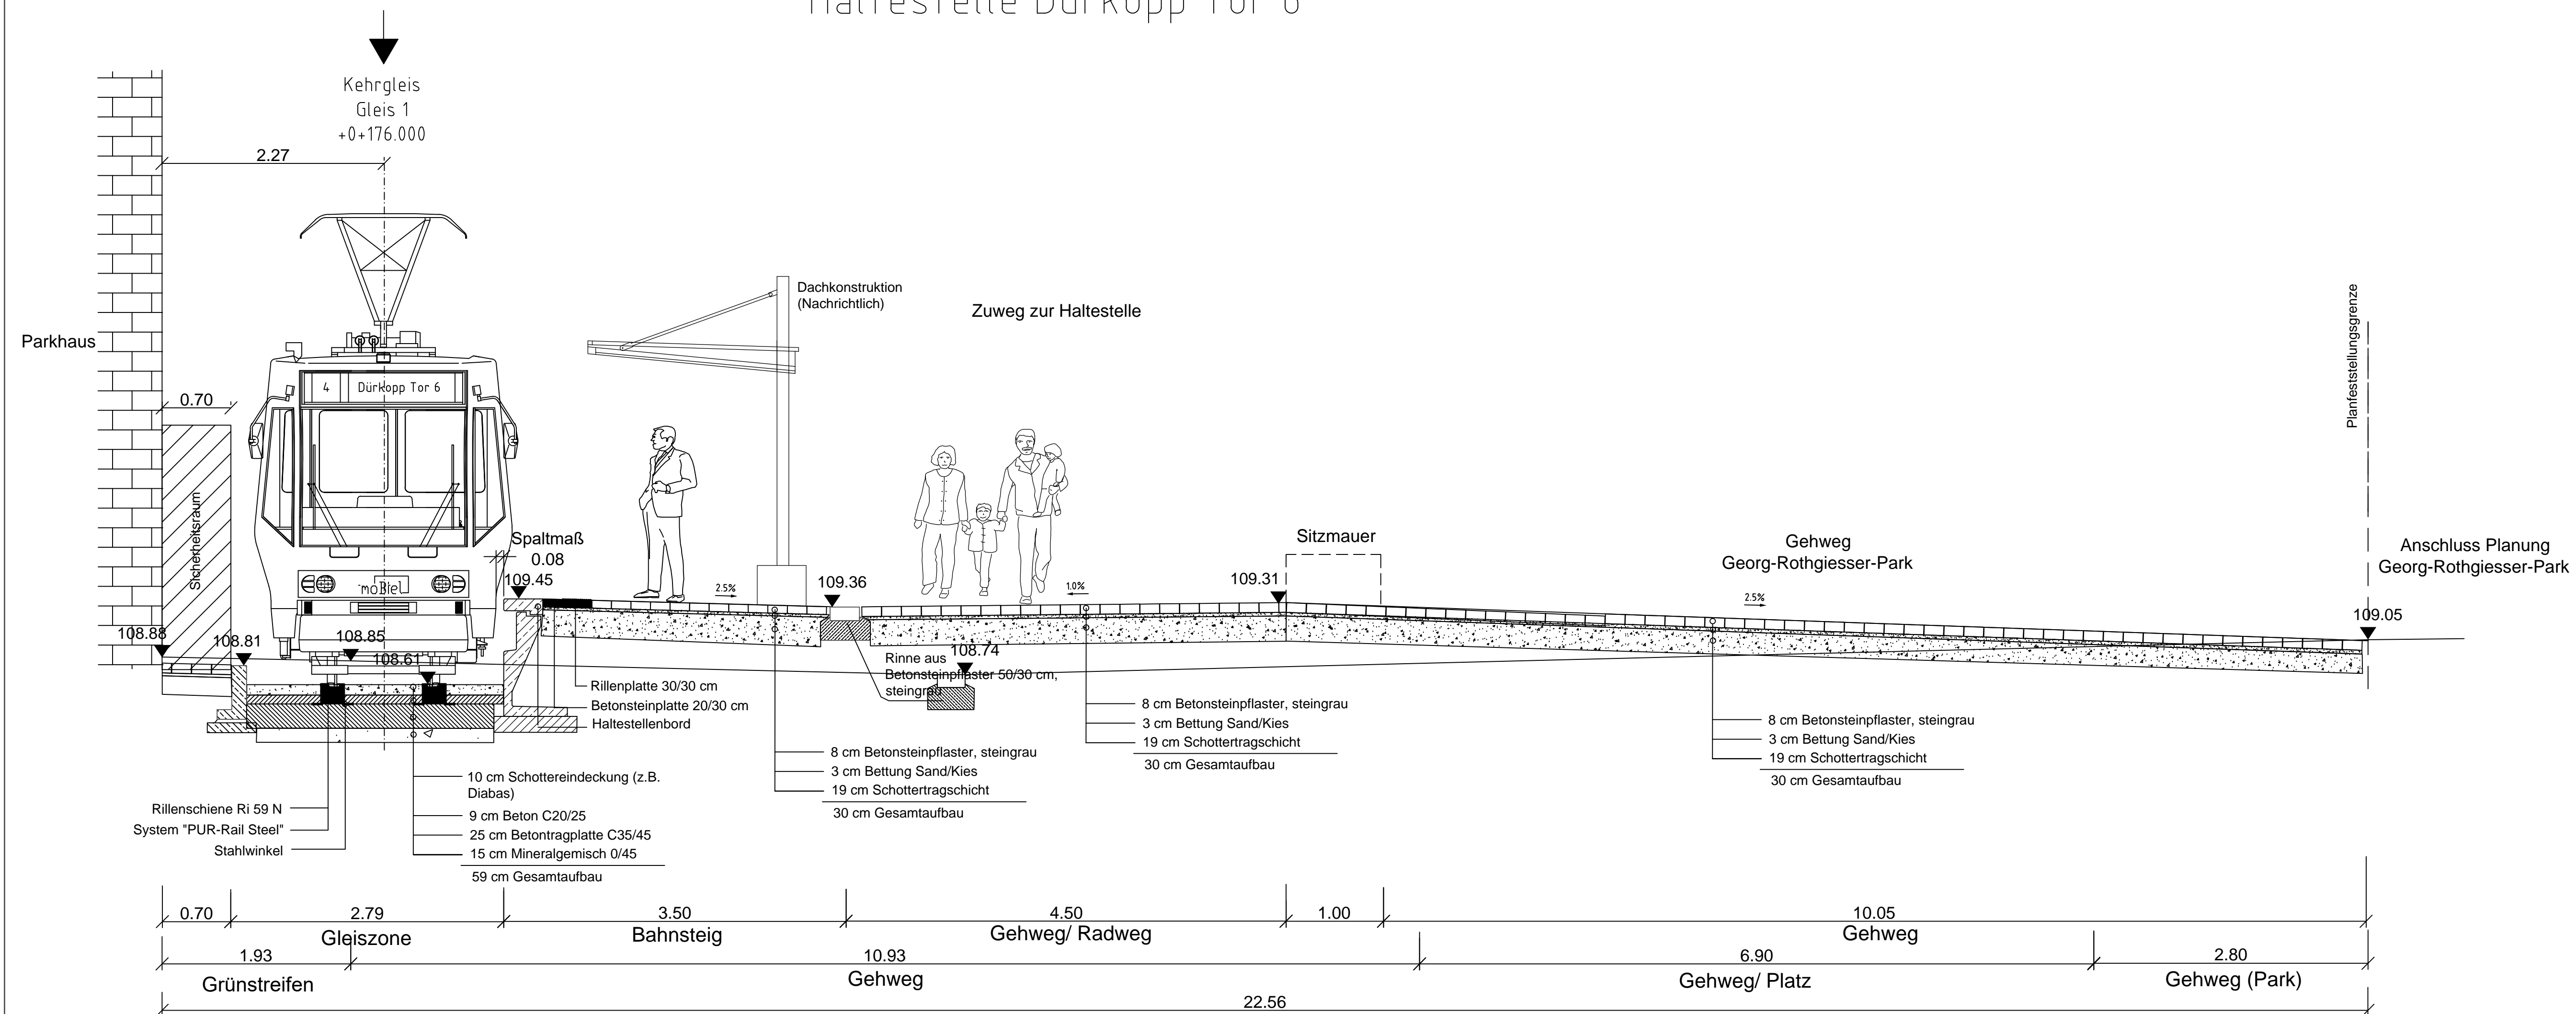 Haltestelle Dürkopp Tor 6
Kehrgleis
Gleis 1
+0+176.000
2.27
Dachkonstruktion
(Nachrichtlich)
Zuweg zur Haltestelle
Planfeststellungsgrenze
Parkhaus
4 Dürkopp Tor 6
0.70
Sicherheitsraum
Spaltmaß
0.08
Sitzmauer
Gehweg
Georg-Rothgiesser-Park
Anschluss Planung
Georg-Rothgiesser-Park
moBiel
109.45
2.5%
109.36
1.0%
109.31
2.5%
109.05
108.88
108.81
108.85
108.61
108.74
Rinne aus
Betonsteinpflaster 50/30 cm,
steingrau
Rillenplatte 30/30 cm
Betonsteinplatte 20/30 cm
Haltestellenbord
8 cm Betonsteinpflaster, steingrau
3 cm Bettung Sand/Kies
19 cm Schottertragschicht
30 cm Gesamtaufbau
8 cm Betonsteinpflaster, steingrau
3 cm Bettung Sand/Kies
19 cm Schottertragschicht
30 cm Gesamtaufbau
8 cm Betonsteinpflaster, steingrau
3 cm Bettung Sand/Kies
19 cm Schottertragschicht
30 cm Gesamtaufbau
Rillenschiene Ri 59 N
System "PUR-Rail Steel"
Stahlwinkel
10 cm Schottereindeckung (z.B.
Diabas)
9 cm Beton C20/25
25 cm Betontragplatte C35/45
15 cm Mineralgemisch 0/45
59 cm Gesamtaufbau
0.70 2.79 3.50 4.50 1.00 10.05
Gleiszone Bahnsteig Gehweg/ Radweg Gehweg
1.93 10.93 6.90 2.80
Grünstreifen Gehweg Gehweg/ Platz Gehweg (Park)
22.56